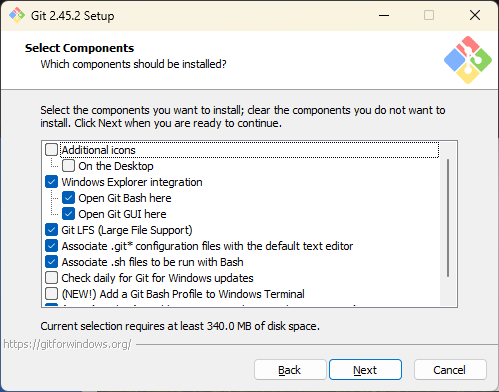 Git 2.45.2 Setup
Select Components
Which components should be installed?
Select the components you want to install; clear the components you do not want to
install. Click Next when you are ready to continue.
Additional icons
On the Desktop
Windows Explorer integration
Open Git Bash here
Open Git GUI here
Git LFS (Large File Support)
Associate .git* configuration files with the default text editor
Associate .sh files to be run with Bash
Check daily for Git for Windows updates
(NEW!) Add a Git Bash Profile to Windows Terminal
Current selection requires at least 340.0 MB of disk space.
https://gitforwindows.org/
Back
Next
Cancel